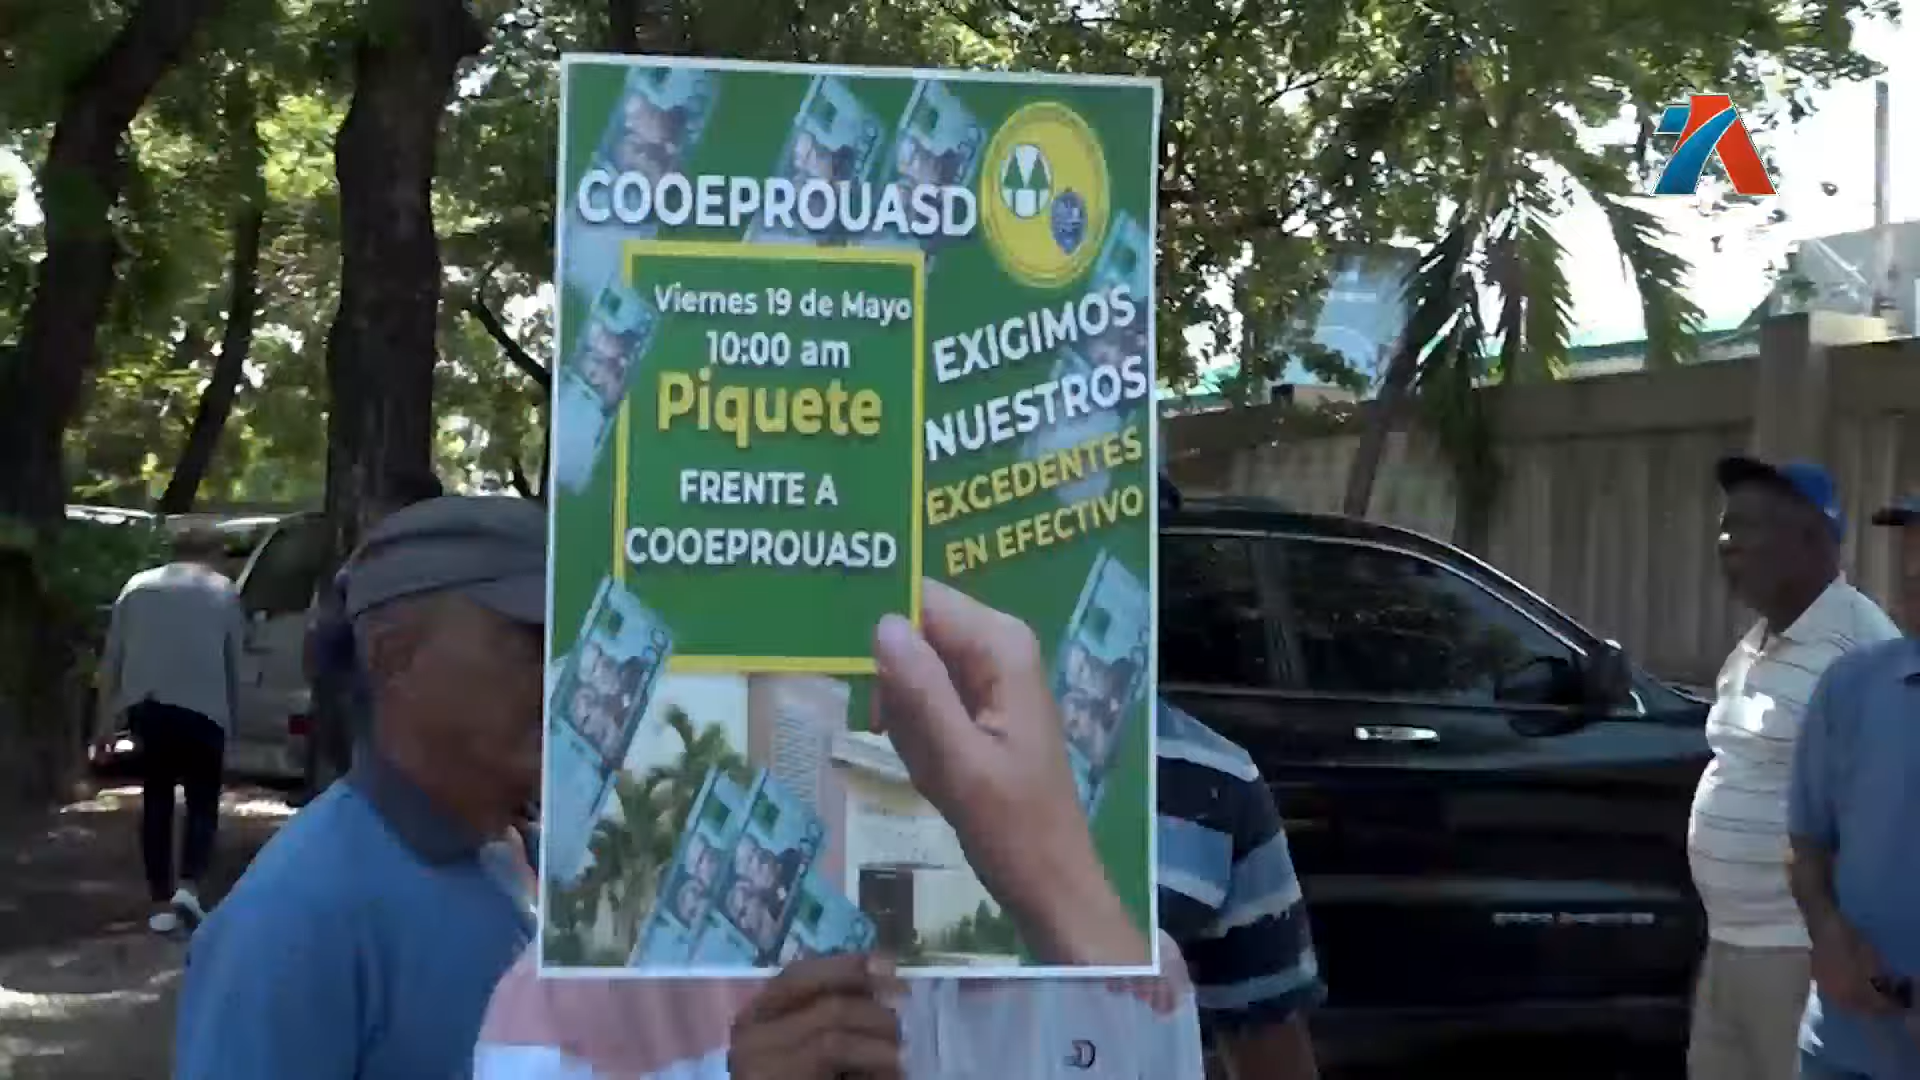 COOEPROUASD
Viernes 19 de Mayo
10:00 am
Piquete
FRENTE A
COOEPROUASD
EXIGIMOS
NUESTROS
EXCEDENTES
EN EFECTIVO